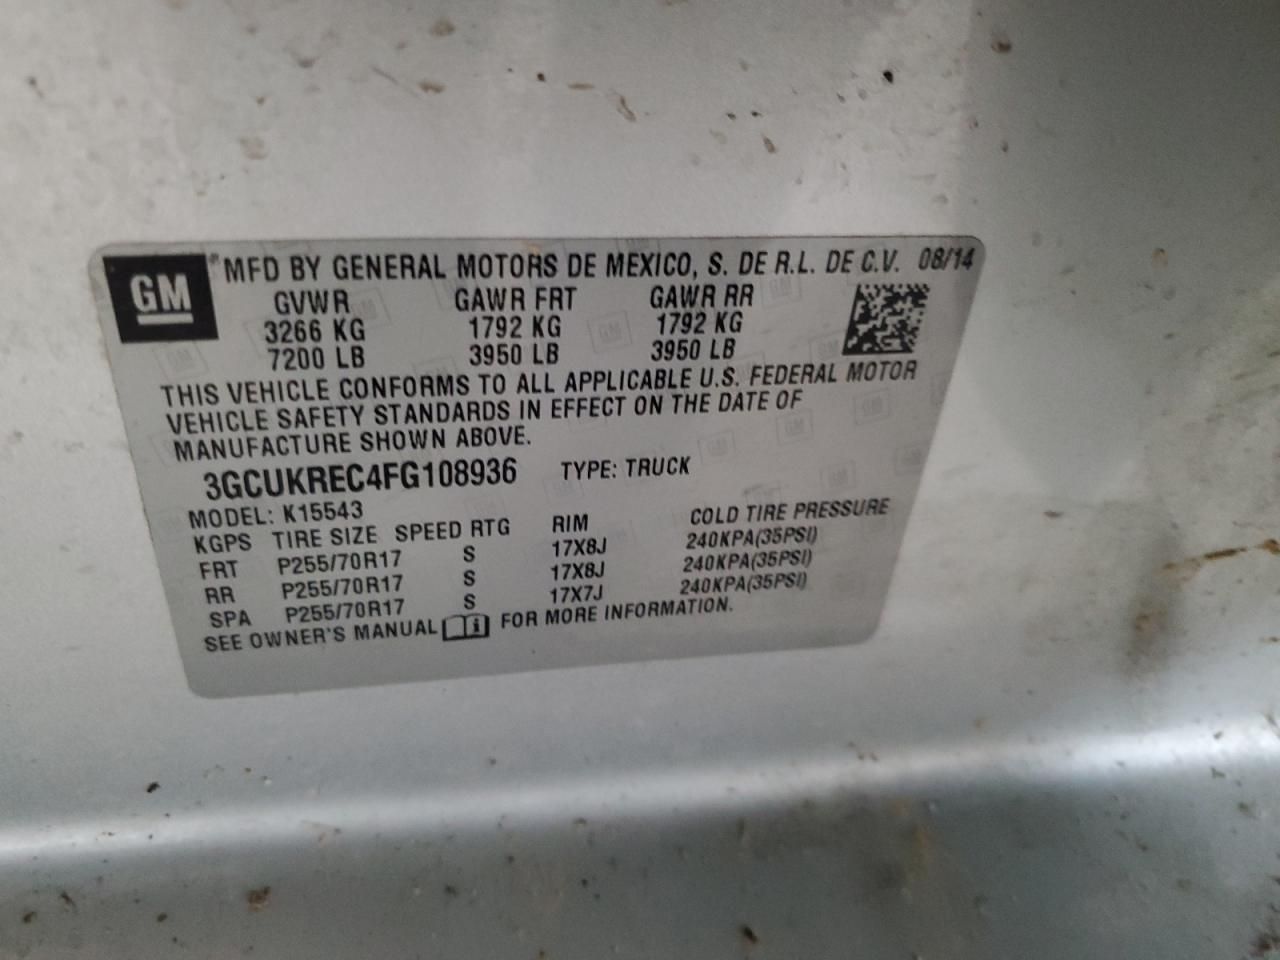 GM ® MFD BY GENERAL MOTORS DE MEXICO, S. DE R.L. DE C.V. 08/14
GVWR GAWR FRT GAWR RR
3266 KG 1792 KG 1792 KG
7200 LB 3950 LB 3950 LB
THIS VEHICLE CONFORMS TO ALL APPLICABLE U.S. FEDERAL MOTOR
VEHICLE SAFETY STANDARDS IN EFFECT ON THE DATE OF
MANUFACTURE SHOWN ABOVE.
3GCUKREC4FG108936 TYPE: TRUCK
MODEL: K15543
KGPS TIRE SIZE SPEED RTG RIM COLD TIRE PRESSURE
FRT P255/70R17 S 17X8J 240KPA(35PSI)
RR P255/70R17 S 17X8J 240KPA(35PSI)
SPA P255/70R17 S 17X7J 240KPA(35PSI)
SEE OWNER'S MANUAL i FOR MORE INFORMATION.